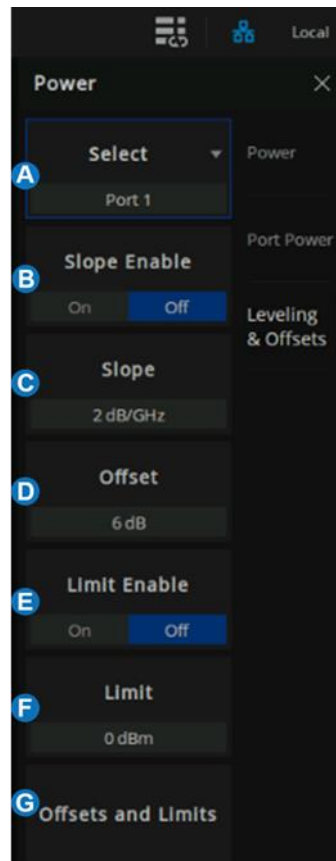 Local
Power
Select
Port 1
A
Slope Enable
On Off
B
Slope
2 dB/GHz
C
Offset
6 dB
D
Limit Enable
On Off
E
Limit
0 dBm
F
Offsets and Limits
G
Power
Port Power
Leveling
& Offsets